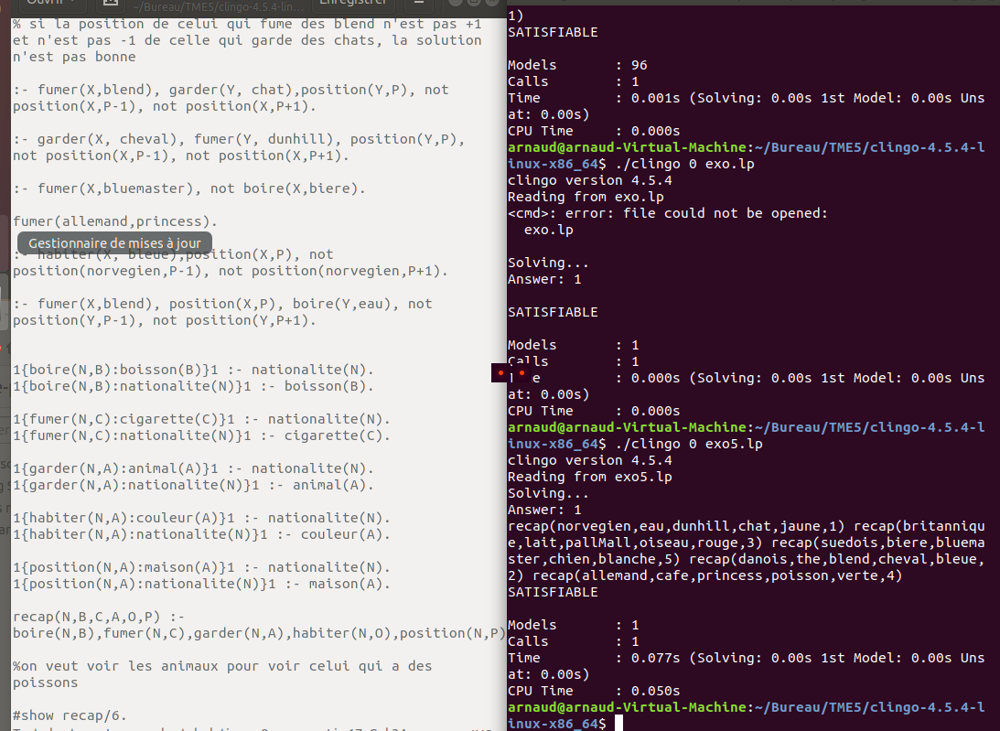 Ouvrir
~/Bureau/TME5/clingo-4.5.4-lin...
Enregistrer
% si la position de celui qui fume des blend n'est pas +1
et n'est pas -1 de celle qui garde des chats, la solution
n'est pas bonne
:- fumer(X,blend), garder(Y, chat),position(Y,P), not
position(X,P-1), not position(X,P+1).
:- garder(X, cheval), fumer(Y, dunhill), position(Y,P),
not position(X,P-1), not position(X,P+1).
:- fumer(X,bluemaster), not boire(X,biere).
fumer(allemand,princess).
Gestionnaire de mises à jour
:- habiter(X, bleue),position(X,P), not
position(norvegien,P-1), not position(norvegien,P+1).
:- fumer(X,blend), position(X,P), boire(Y,eau), not
position(Y,P-1), not position(Y,P+1).
1{boire(N,B):boisson(B)}1 :- nationalite(N).
1{boire(N,B):nationalite(N)}1 :- boisson(B).
1{fumer(N,C):cigarette(C)}1 :- nationalite(N).
1{fumer(N,C):nationalite(N)}1 :- cigarette(C).
1{garder(N,A):animal(A)}1 :- nationalite(N).
1{garder(N,A):nationalite(N)}1 :- animal(A).
1{habiter(N,A):couleur(A)}1 :- nationalite(N).
1{habiter(N,A):nationalite(N)}1 :- couleur(A).
1{position(N,A):maison(A)}1 :- nationalite(N).
1{position(N,A):nationalite(N)}1 :- maison(A).
recap(N,B,C,A,O,P) :-
boire(N,B),fumer(N,C),garder(N,A),habiter(N,O),position(N,P)
%on veut voir les animaux pour voir celui qui a des
poissons
#show recap/6.
1)
SATISFIABLE
Models : 96
Calls : 1
Time : 0.001s (Solving: 0.00s 1st Model: 0.00s Uns
at: 0.00s)
CPU Time : 0.000s
arnaud@arnaud-Virtual-Machine:~/Bureau/TME5/clingo-4.5.4-l
inux-x86_64$ ./clingo 0 exo.lp
clingo version 4.5.4
Reading from exo.lp
<cmd>: error: file could not be opened:
exo.lp
Solving...
Answer: 1
SATISFIABLE
Models : 1
Calls : 1
: 0.000s (Solving: 0.00s 1st Model: 0.00s Uns
at: 0.00s)
CPU Time : 0.000s
arnaud@arnaud-Virtual-Machine:~/Bureau/TME5/clingo-4.5.4-l
inux-x86_64$ ./clingo 0 exo5.lp
clingo version 4.5.4
Reading from exo5.lp
Solving...
Answer: 1
recap(norvegien,eau,dunhill,chat,jaune,1) recap(britanniqu
e,lait,pallMall,oiseau,rouge,3) recap(suedois,biere,bluema
ster,chien,blanche,5) recap(danois,the,blend,cheval,bleue,
2) recap(allemand,cafe,princess,poisson,verte,4)
SATISFIABLE
Models : 1
Calls : 1
Time : 0.077s (Solving: 0.00s 1st Model: 0.00s Uns
at: 0.00s)
CPU Time : 0.050s
arnaud@arnaud-Virtual-Machine:~/Bureau/TME5/clingo-4.5.4-l
inux-x86_64$